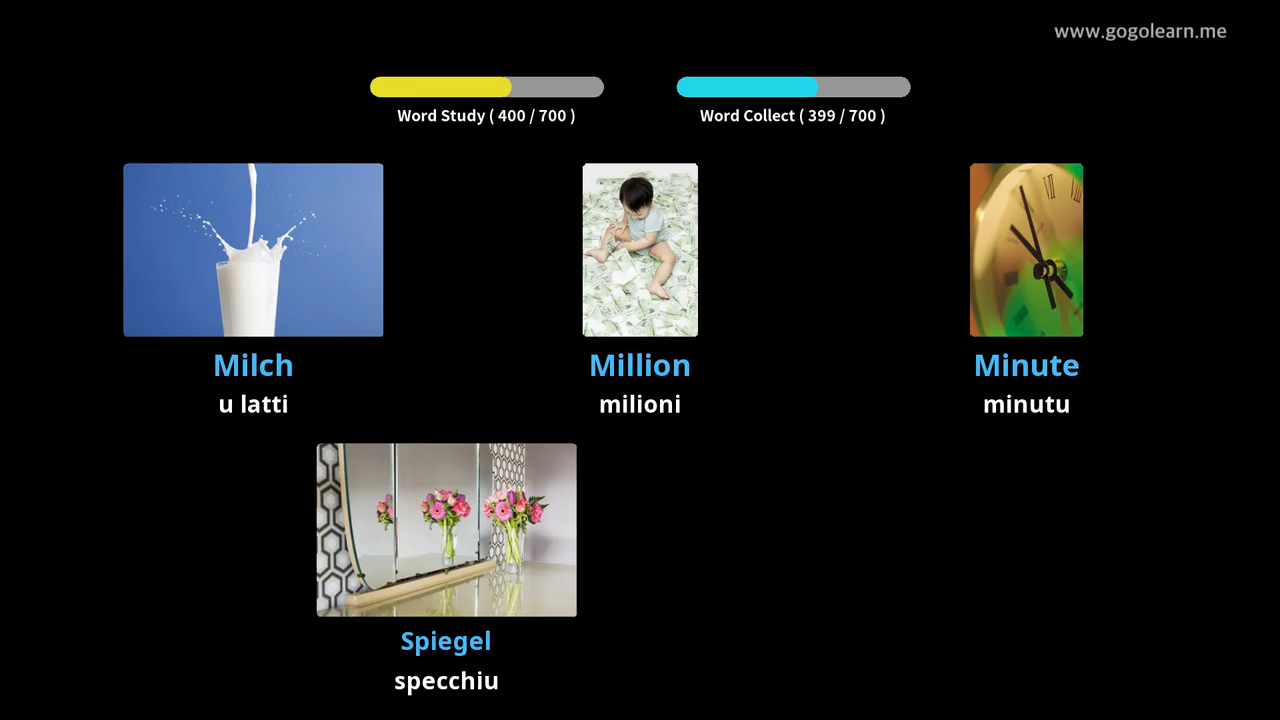 www.gogolearn.me
Word Study ( 400 / 700 )
Word Collect ( 399 / 700 )
Milch
u latti
Million
milioni
Minute
minutu
Spiegel
specchiu